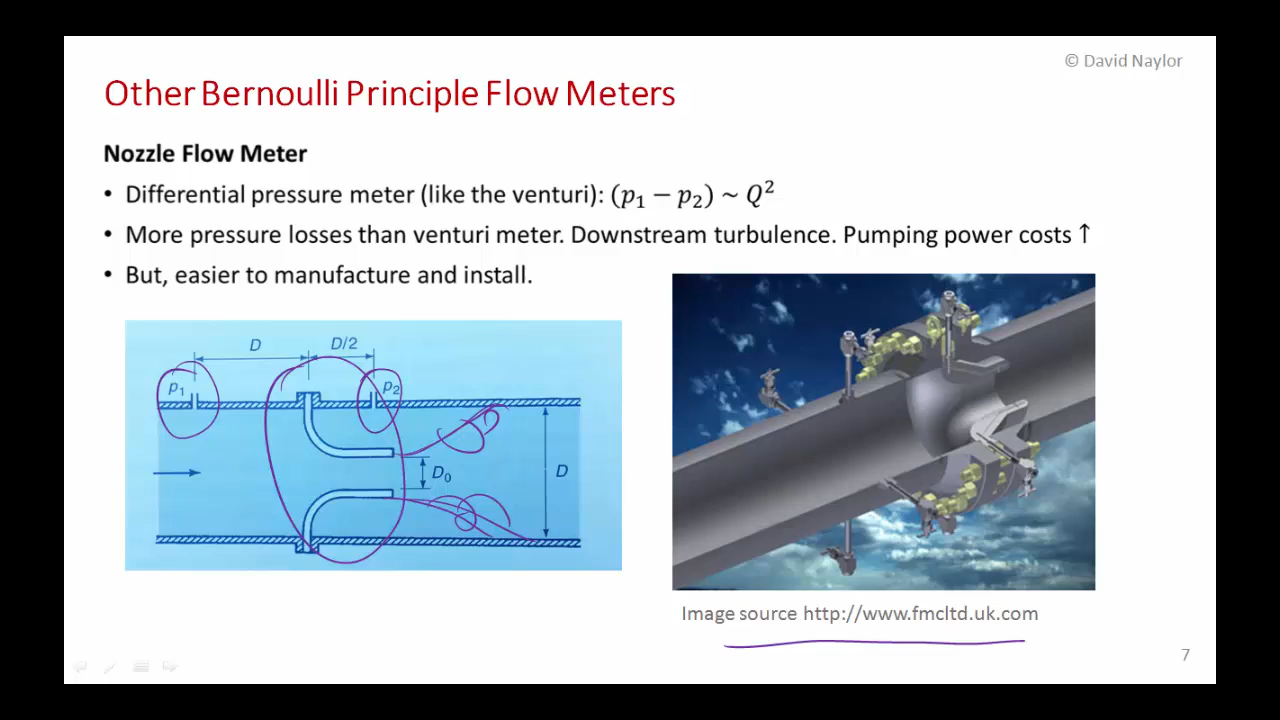 © David Naylor
Other Bernoulli Principle Flow Meters
Nozzle Flow Meter
• Differential pressure meter (like the venturi): (p₁ − p₂) ~ Q²
• More pressure losses than venturi meter. Downstream turbulence. Pumping power costs ↑
• But, easier to manufacture and install.
D
D/2
p₁
p₂
D₀
D
Image source http://www.fmcltd.uk.com
7